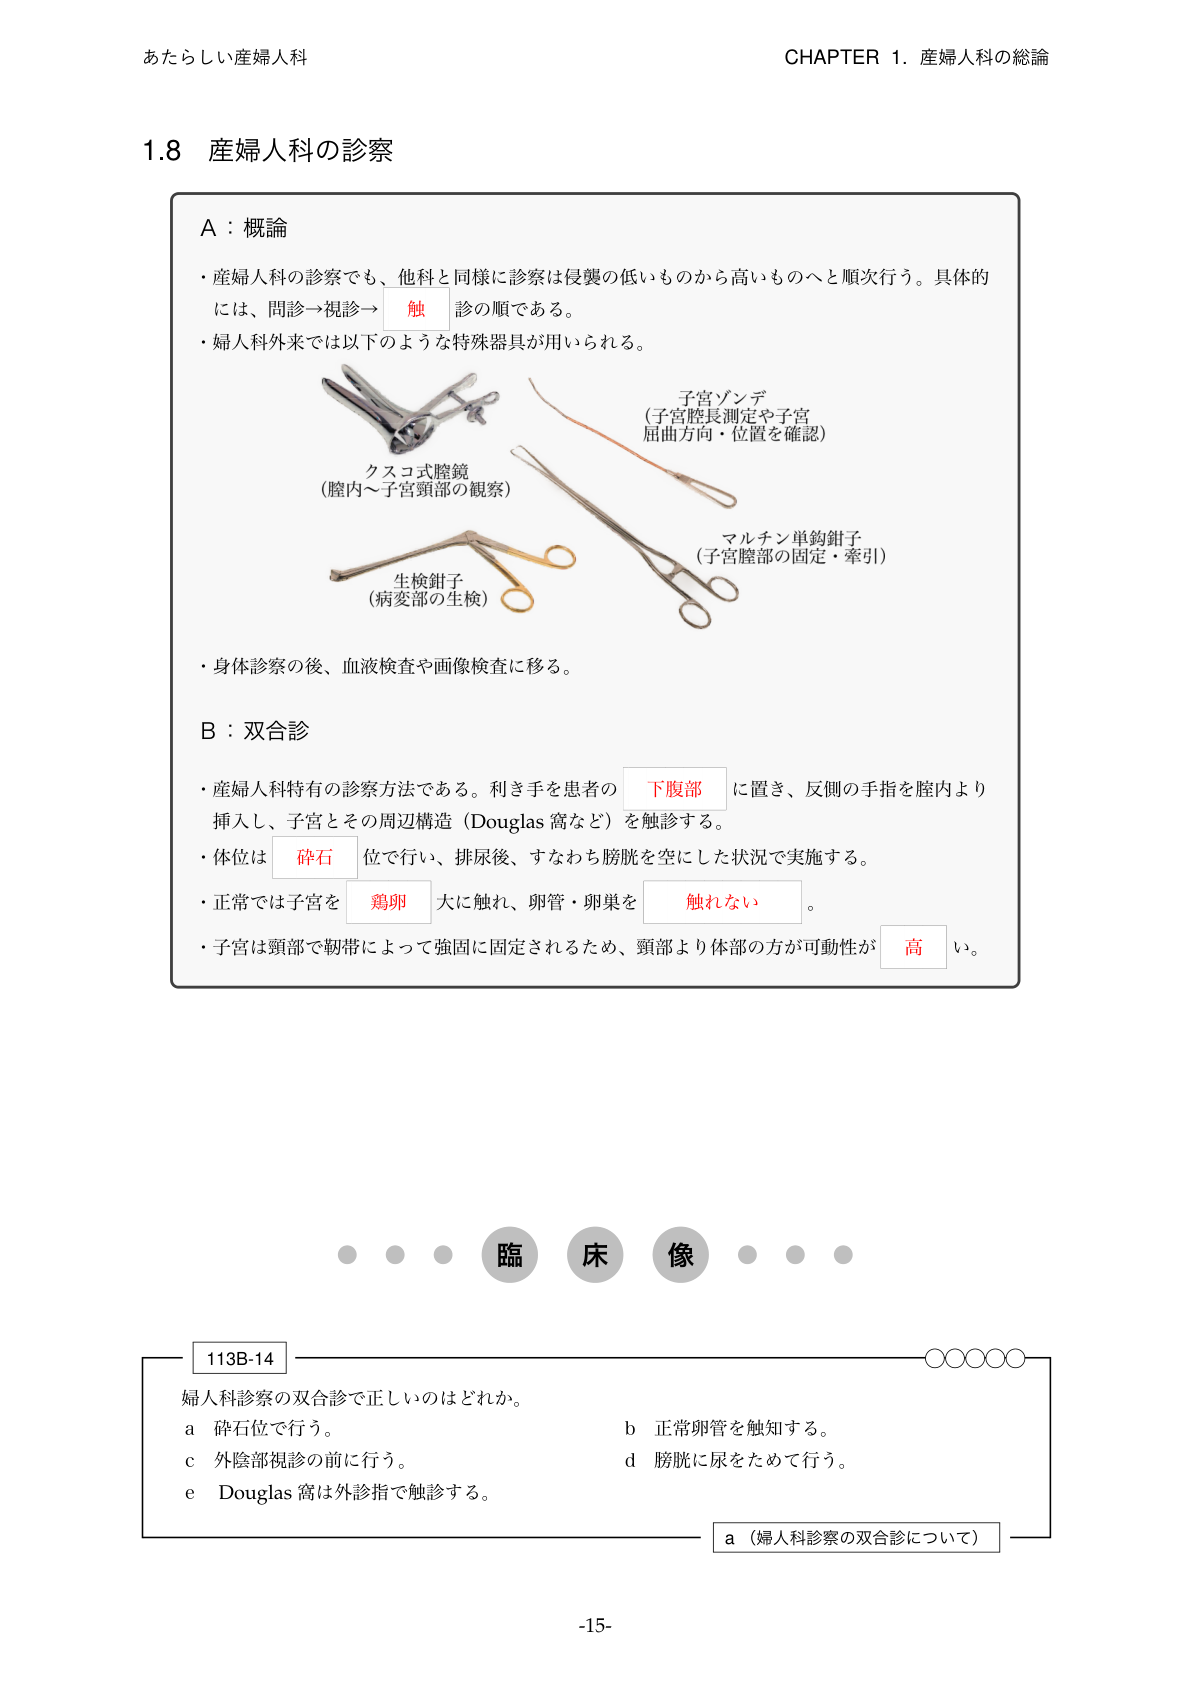 あたらしい産婦人科
CHAPTER 1. 産婦人科の総論
1.8 産婦人科の診察
A：概論
・産婦人科の診察でも、他科と同様に診察は侵襲の低いものから高いものへと順次行う。具体的
には、問診→視診→ 触 診の順である。
・婦人科外来では以下のような特殊器具が用いられる。
子宮ゾンデ
（子宮腔長測定や子宮
屈曲方向・位置を確認）
クスコ式腟鏡
（腟内〜子宮頸部の観察）
マルチン単鈎鉗子
（子宮腟部の固定・牽引）
生検鉗子
（病変部の生検）
・身体診察の後、血液検査や画像検査に移る。
B：双合診
・産婦人科特有の診察方法である。利き手を患者の 下腹部 に置き、反側の手指を腟内より
挿入し、子宮とその周辺構造（Douglas 窩など）を触診する。
・体位は 砕石 位で行い、排尿後、すなわち膀胱を空にした状況で実施する。
・正常では子宮を 鶏卵 大に触れ、卵管・卵巣を 触れない 。
・子宮は頸部で靭帯によって強固に固定されるため、頸部より体部の方が可動性が 高 い。
臨床像
113B-14
婦人科診察の双合診で正しいのはどれか。
a 砕石位で行う。
b 正常卵管を触知する。
c 外陰部視診の前に行う。
d 膀胱に尿をためて行う。
e Douglas 窩は外診指で触診する。
a （婦人科診察の双合診について）
-15-